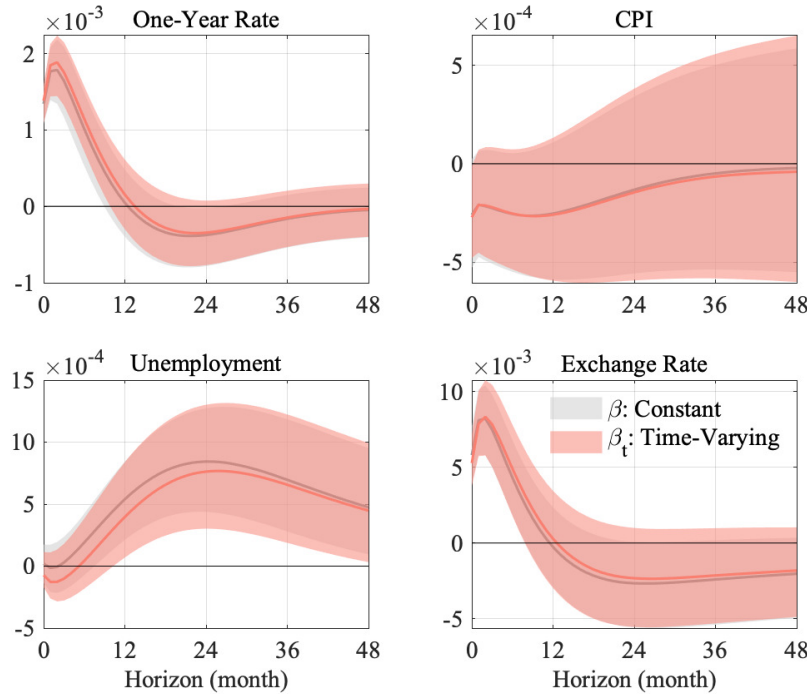 One-Year Rate
×10⁻³
2
1
0
-1
0 12 24 36 48
CPI
×10⁻⁴
5
0
-5
0 12 24 36 48
Unemployment
×10⁻⁴
15
10
5
0
-5
0 12 24 36 48
Horizon (month)
Exchange Rate
×10⁻³
10
5
0
-5
0 12 24 36 48
Horizon (month)
β: Constant
βₜ: Time-Varying